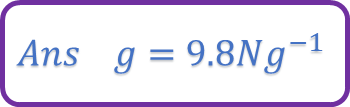 Ans g = 9.8Ng⁻¹